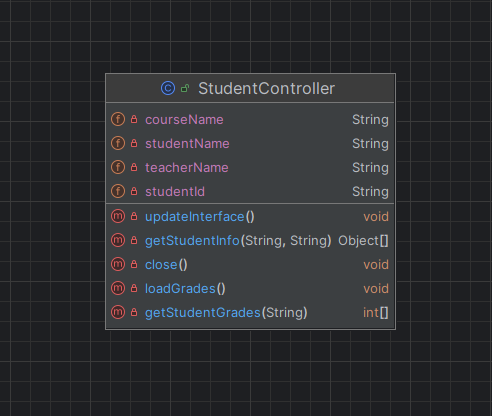 StudentController
courseName String
studentName String
teacherName String
studentId String
updateInterface() void
getStudentInfo(String, String) Object[]
close() void
loadGrades() void
getStudentGrades(String) int[]